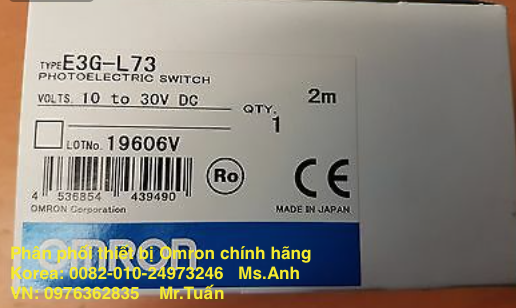 TYPE E3G-L73
PHOTOELECTRIC SWITCH
VOLTS. 10 to 30V DC
QTY. 1
2m
LOTNo. 19606V
Ro
CE
4 536854 439490
OMRON Corporation
MADE IN JAPAN
OMRON
Phân phối thiết bị Omron chính hãng
Korea: 0082-010-24973246 Ms.Anh
VN: 0976362835 Mr.Tuấn